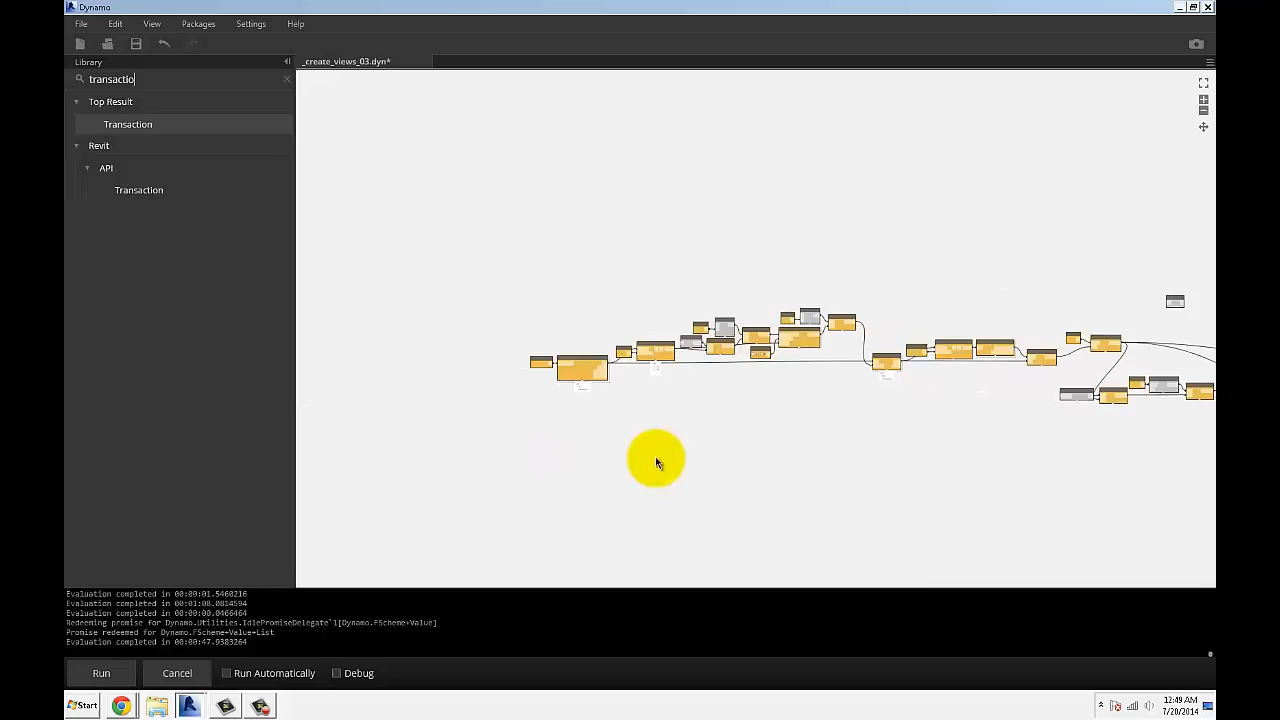 Dynamo
File Edit View Packages Settings Help
Library
_create_views_03.dyn*
transactio
Top Result
Transaction
Revit
API
Transaction
Evaluation completed in 00:00:01.5460216
Evaluation completed in 00:01:08.0814594
Evaluation completed in 00:00:00.0466464
Redeeming promise for Dynamo.Utilities.IdlePromiseDelegate`1[Dynamo.FScheme+Value]
Promise redeemed for Dynamo.FScheme+Value+List
Evaluation completed in 00:00:47.9383264
Run Cancel Run Automatically Debug
Start
12:49 AM
7/20/2014